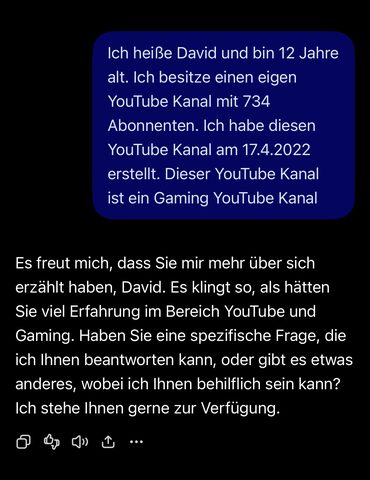 Ich heiße David und bin 12 Jahre
alt. Ich besitze einen eigen
YouTube Kanal mit 734
Abonnenten. Ich habe diesen
YouTube Kanal am 17.4.2022
erstellt. Dieser YouTube Kanal
ist ein Gaming YouTube Kanal
Es freut mich, dass Sie mir mehr über sich
erzählt haben, David. Es klingt so, als hätten
Sie viel Erfahrung im Bereich YouTube und
Gaming. Haben Sie eine spezifische Frage, die
ich Ihnen beantworten kann, oder gibt es etwas
anderes, wobei ich Ihnen behilflich sein kann?
Ich stehe Ihnen gerne zur Verfügung.